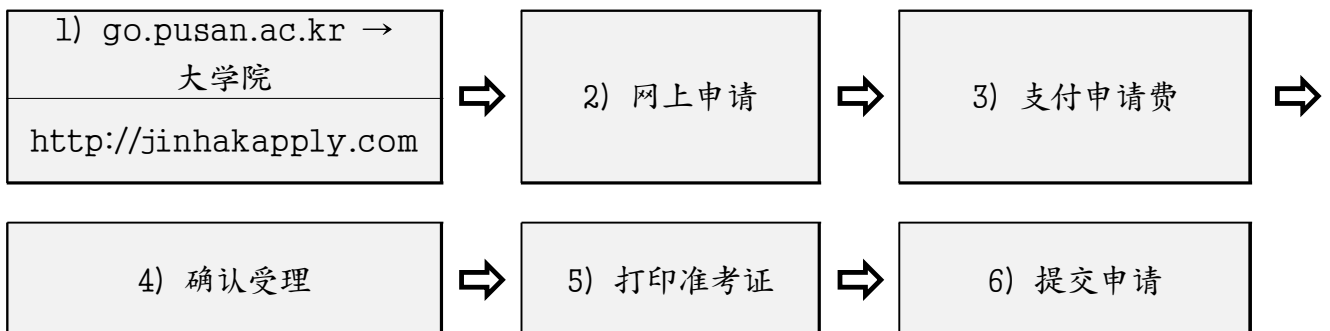 1) go.pusan.ac.kr →
大学院
http://jinhakapply.com
2) 网上申请
3) 支付申请费
4) 确认受理
5) 打印准考证
6) 提交申请